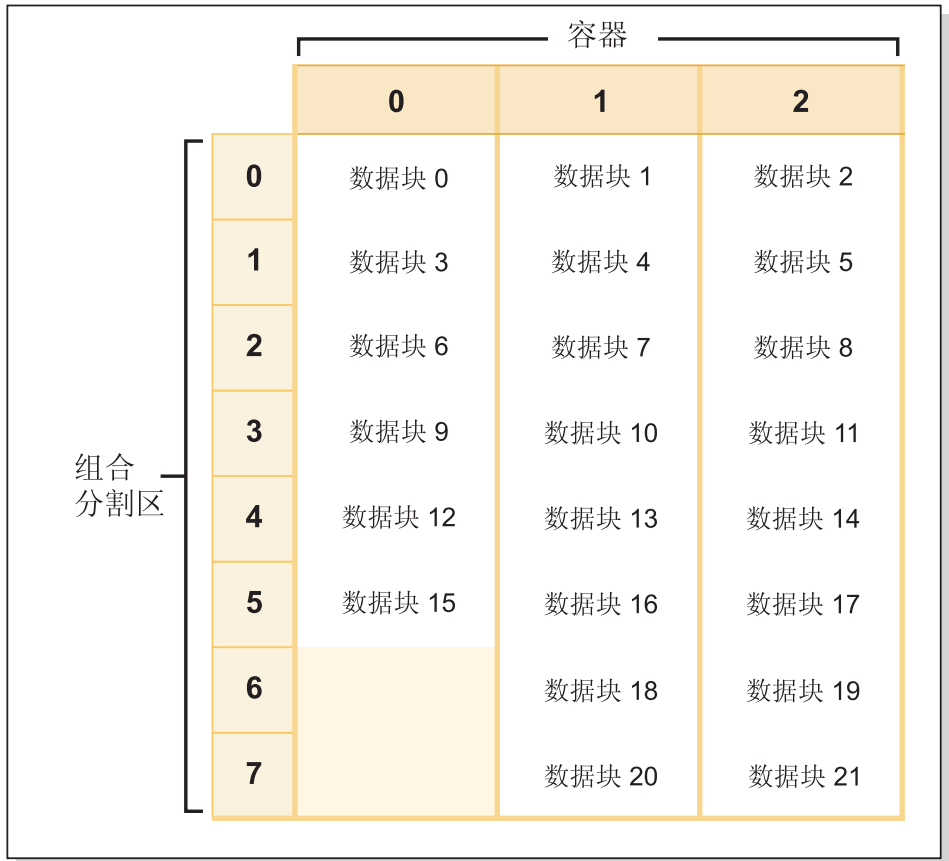 容器
0 1 2
0 数据块 0 数据块 1 数据块 2
1 数据块 3 数据块 4 数据块 5
2 数据块 6 数据块 7 数据块 8
3 数据块 9 数据块 10 数据块 11
组合
分割区
4 数据块 12 数据块 13 数据块 14
5 数据块 15 数据块 16 数据块 17
6 数据块 18 数据块 19
7 数据块 20 数据块 21